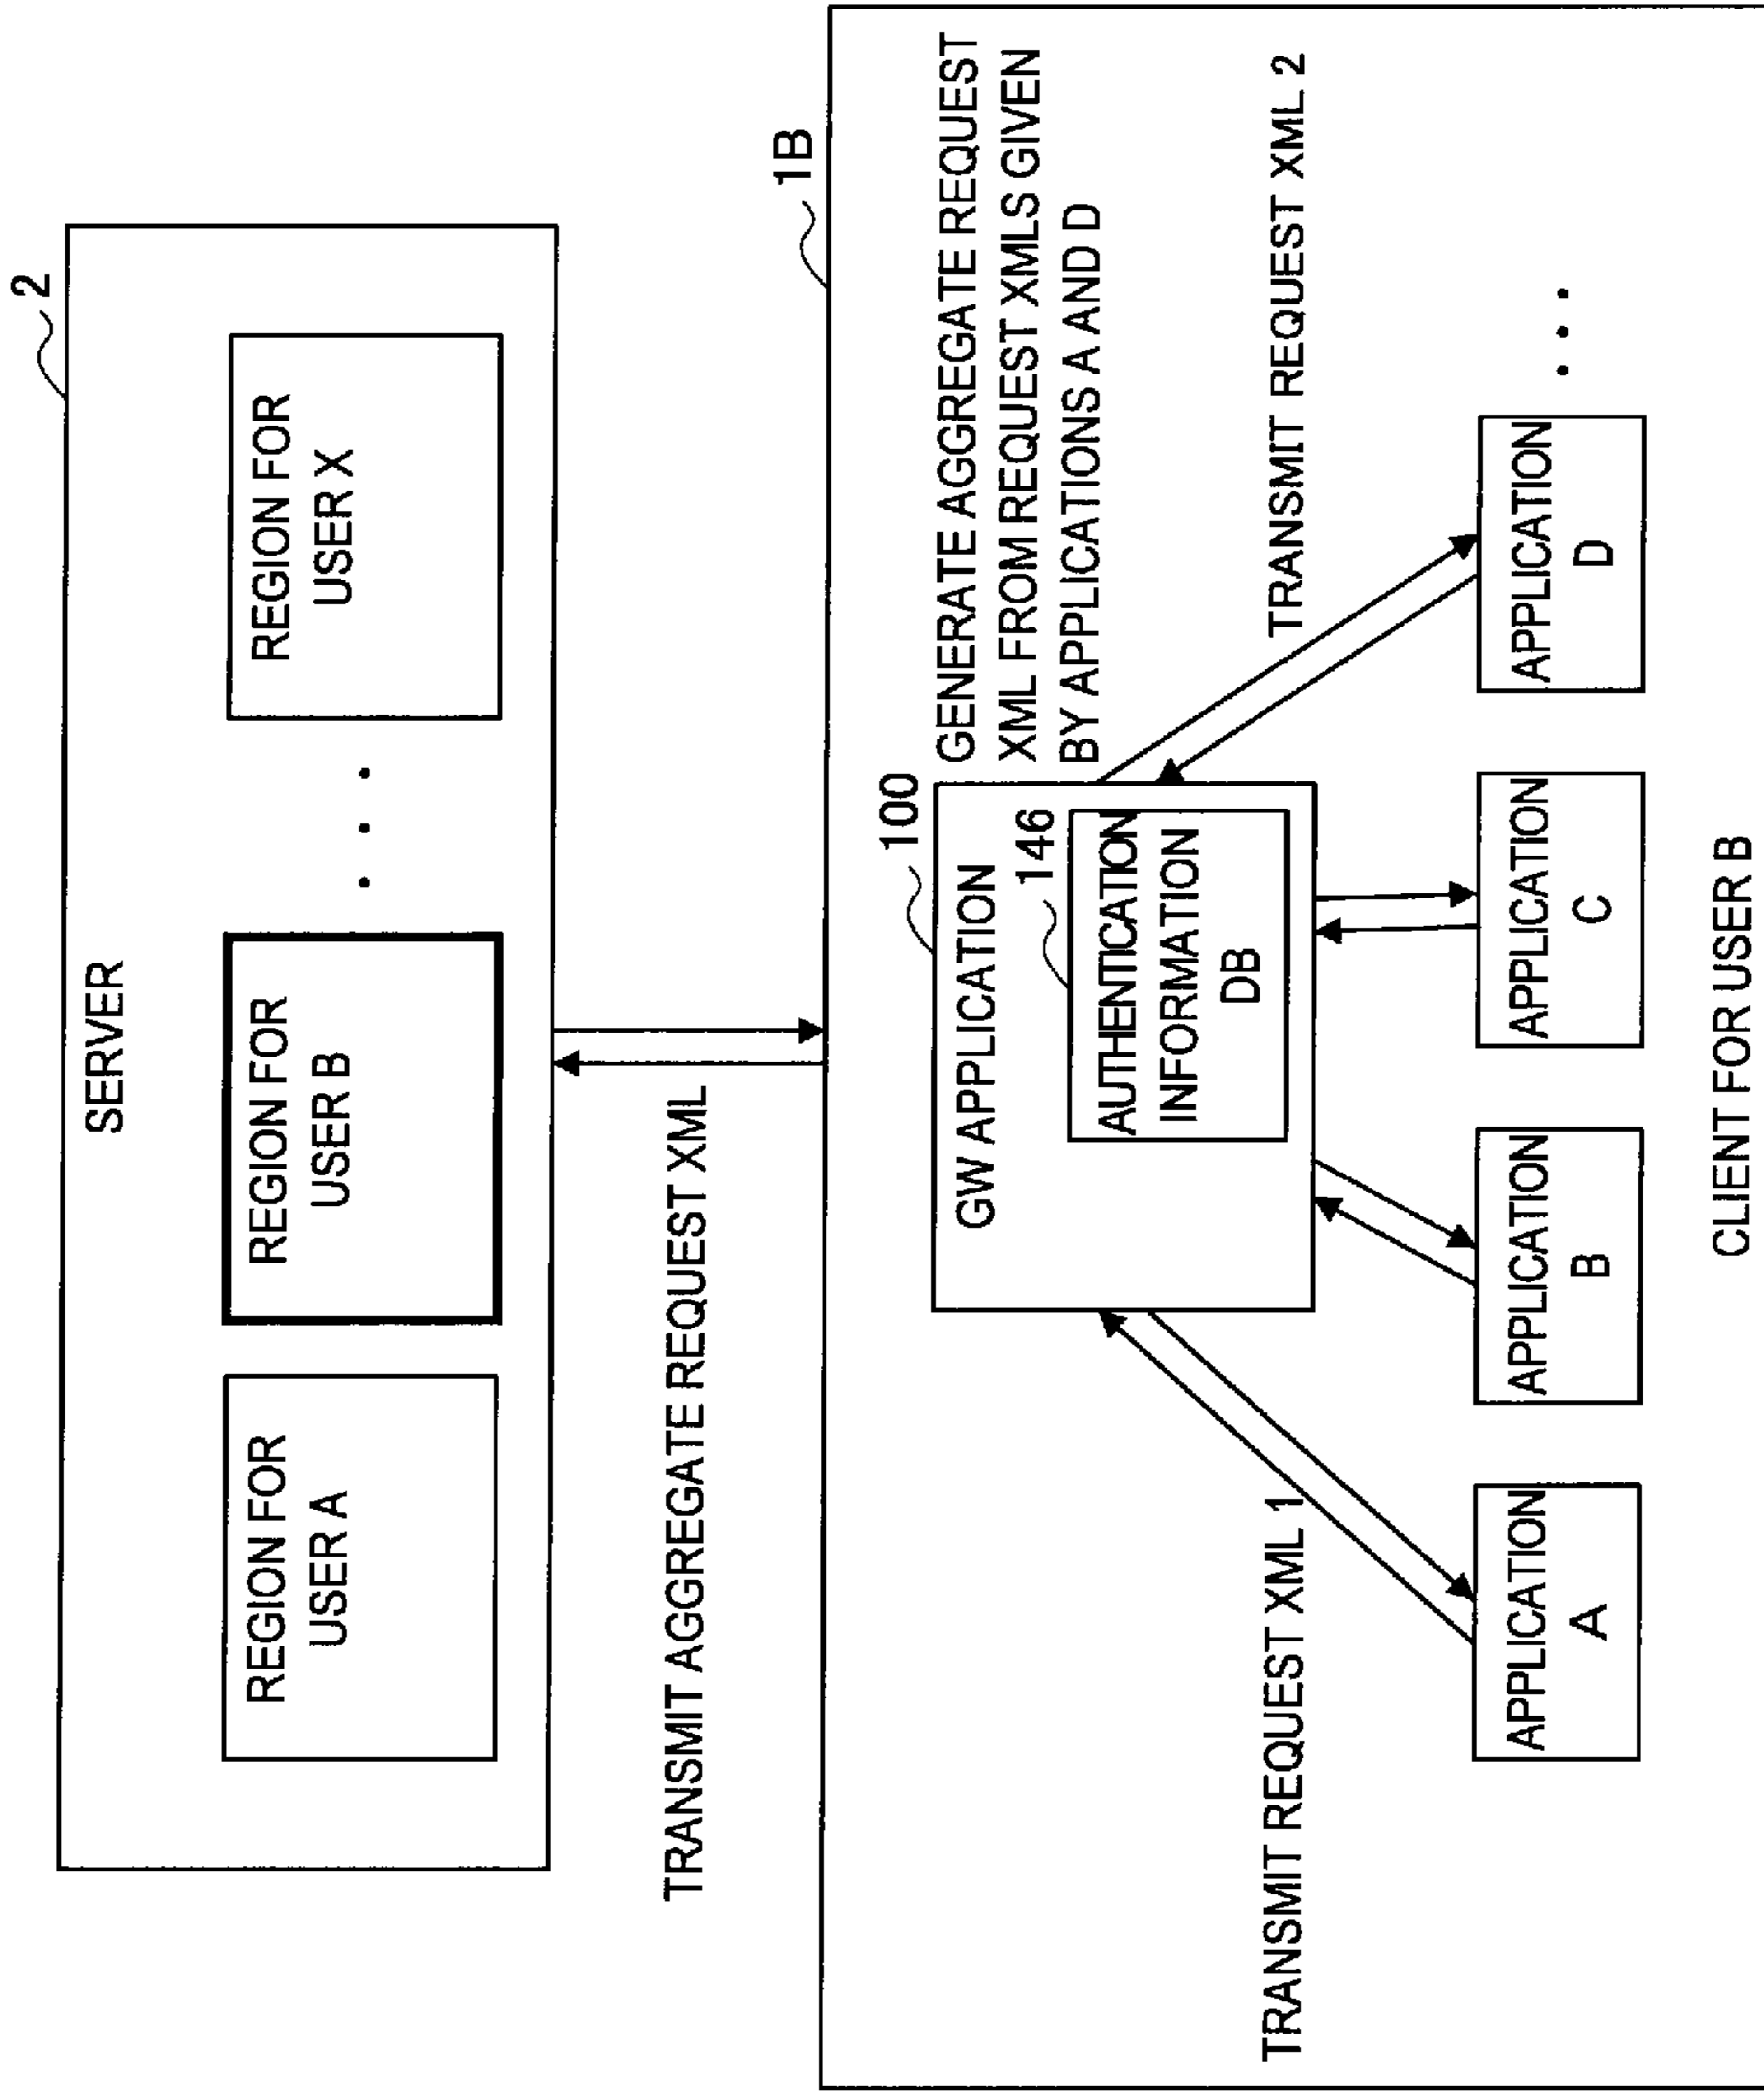 2
SERVER
REGION FOR
USER A
REGION FOR
USER B
• • •
REGION FOR
USER X
TRANSMIT AGGREGATE REQUEST XML
1B
100
GW APPLICATION
146
AUTHENTICATION
INFORMATION
DB
GENERATE AGGREGATE REQUEST
XML FROM REQUEST XMLS GIVEN
BY APPLICATIONS A AND D
TRANSMIT REQUEST XML 1
TRANSMIT REQUEST XML 2
APPLICATION
A
APPLICATION
B
APPLICATION
C
APPLICATION
D
• • •
CLIENT FOR USER B